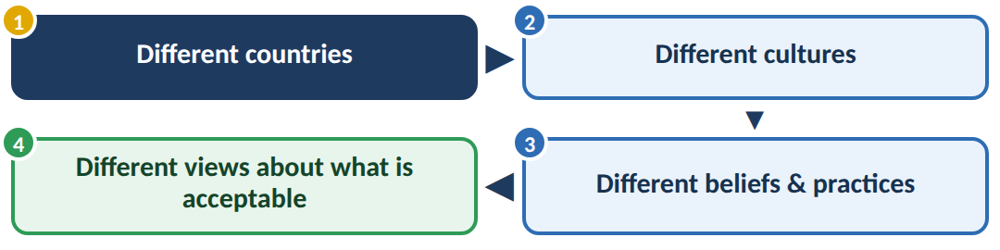 1
Different countries
2
Different cultures
3
Different beliefs & practices
4
Different views about what is
acceptable